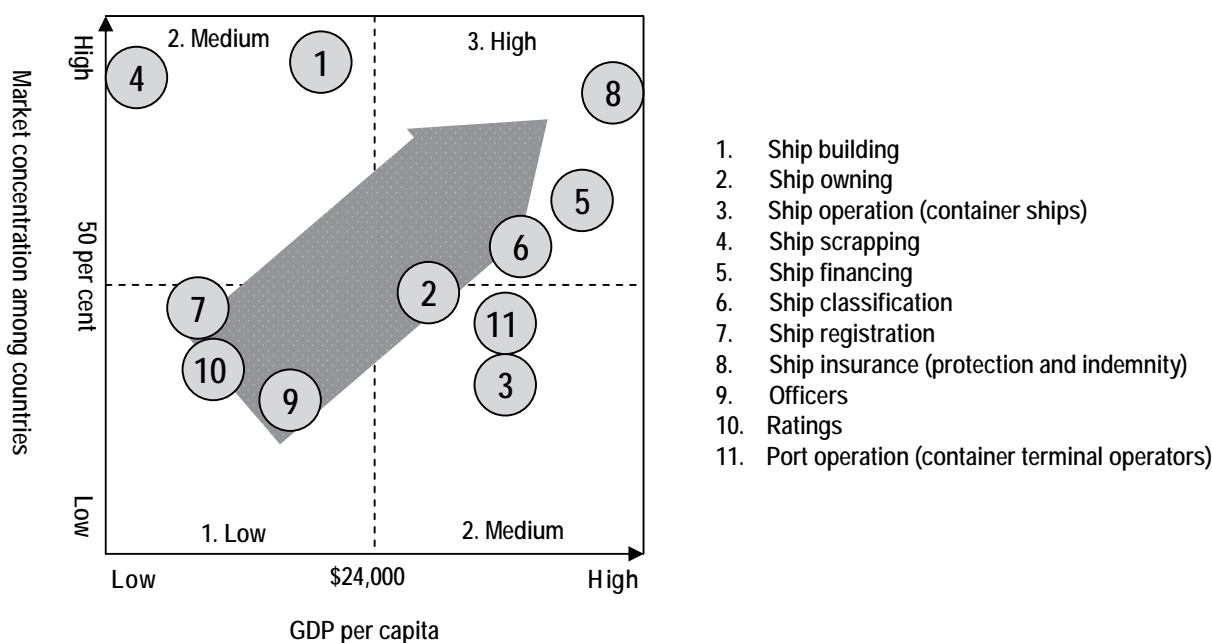 Market concentration among countries
High
50 per cent
Low
2. Medium
3. High
4
1
8
5
6
7
2
11
10
3
9
1. Low
2. Medium
Low
$24,000
High
GDP per capita
1. Ship building
2. Ship owning
3. Ship operation (container ships)
4. Ship scrapping
5. Ship financing
6. Ship classification
7. Ship registration
8. Ship insurance (protection and indemnity)
9. Officers
10. Ratings
11. Port operation (container terminal operators)